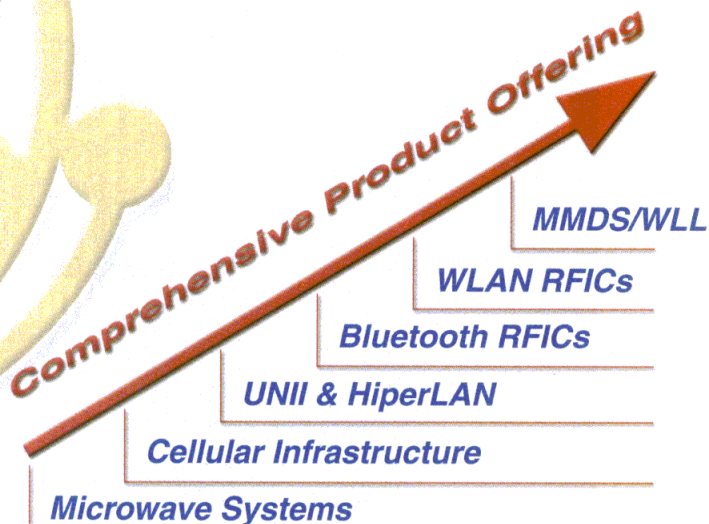 Comprehensive Product Offering
MMDS/WLL
WLAN RFICs
Bluetooth RFICs
UNII & HiperLAN
Cellular Infrastructure
Microwave Systems